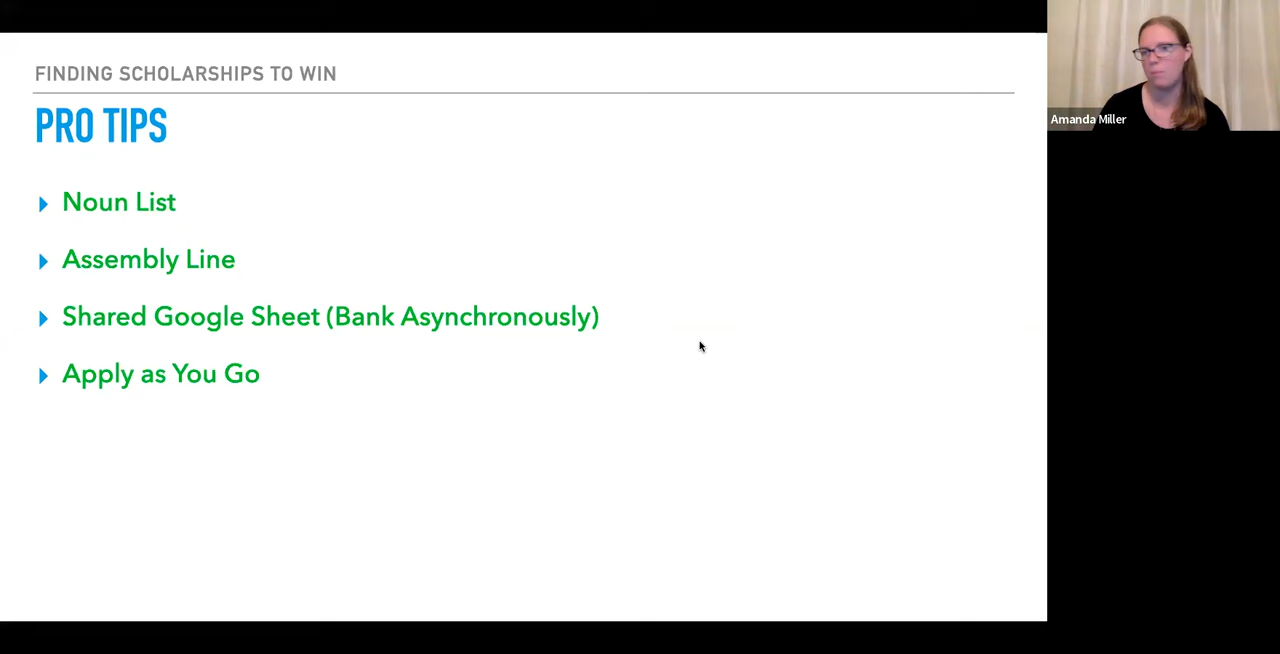 FINDING SCHOLARSHIPS TO WIN
PRO TIPS
Noun List
Assembly Line
Shared Google Sheet (Bank Asynchronously)
Apply as You Go
Amanda Miller